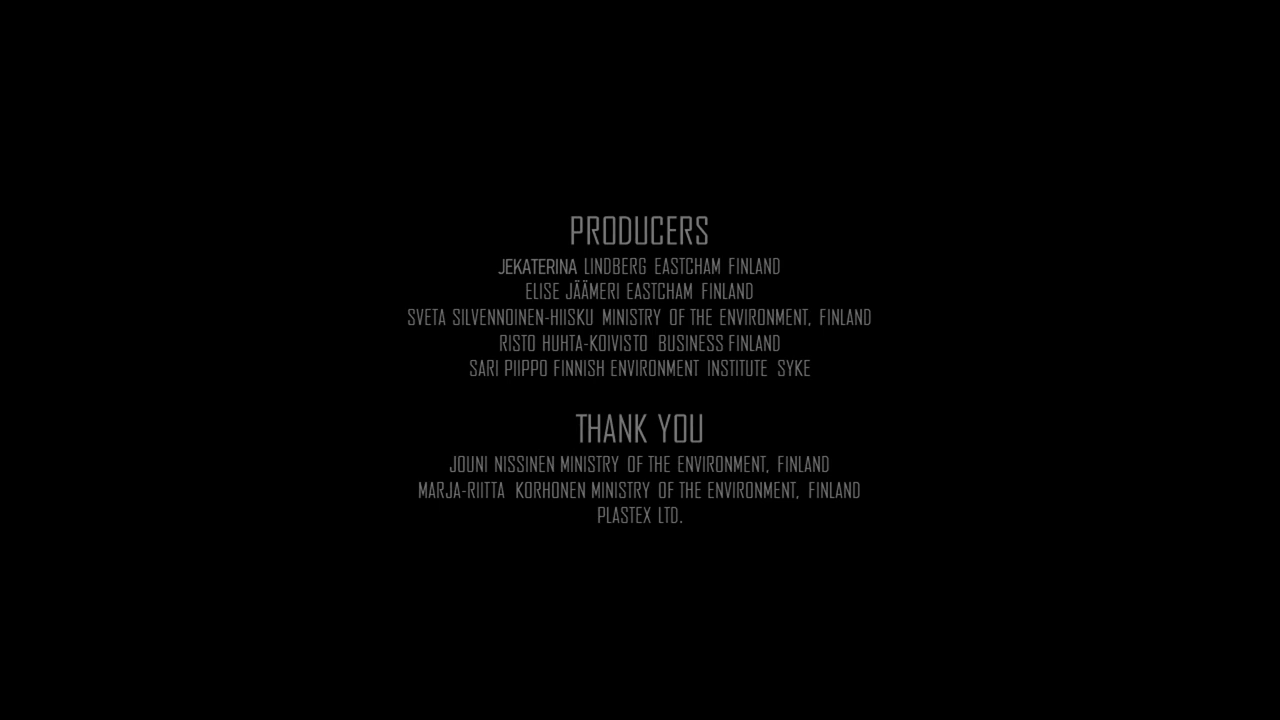 PRODUCERS
JEKATERINA LINDBERG EASTCHAM FINLAND
ELISE JÄÄMERI EASTCHAM FINLAND
SVETA SILVENNOINEN-HIISKU MINISTRY OF THE ENVIRONMENT, FINLAND
RISTO HUHTA-KOIVISTO BUSINESS FINLAND
SARI PIIPPO FINNISH ENVIRONMENT INSTITUTE SYKE
THANK YOU
JOUNI NISSINEN MINISTRY OF THE ENVIRONMENT, FINLAND
MARJA-RIITTA KORHONEN MINISTRY OF THE ENVIRONMENT, FINLAND
PLASTEX LTD.